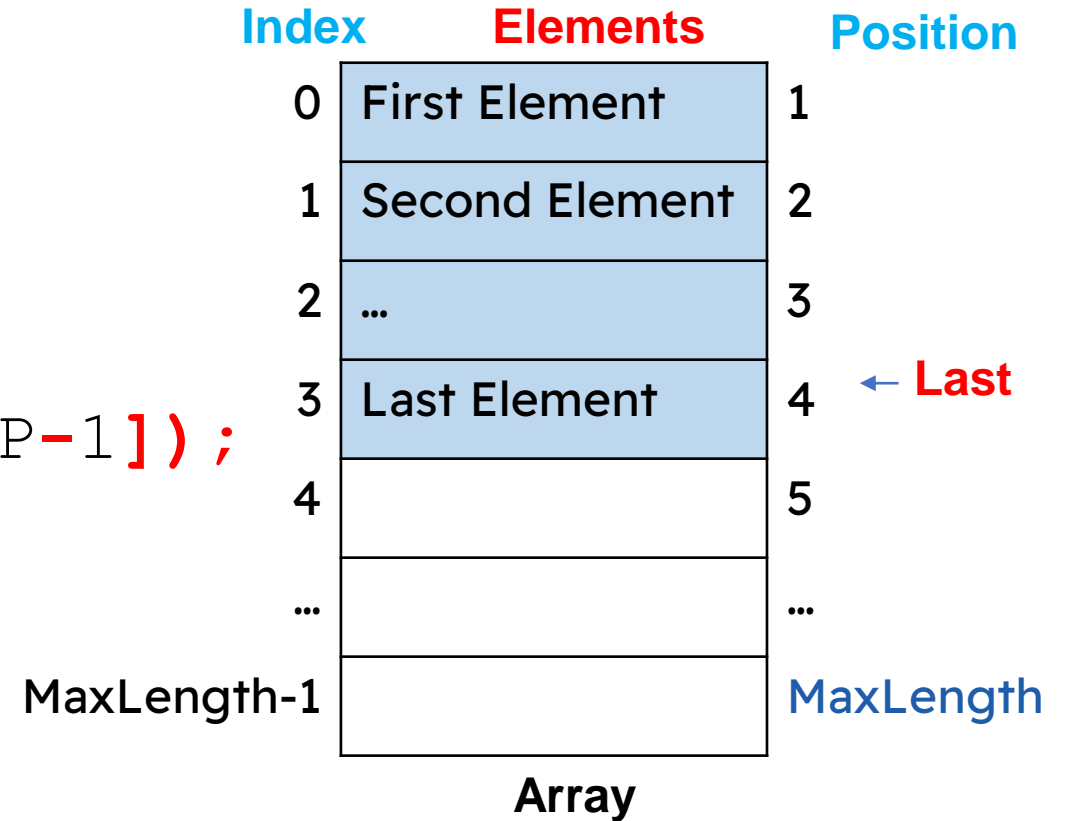 Index Elements Position
0 First Element 1
1 Second Element 2
2 ... 3
3 Last Element 4 ← Last
P-1]);
4 5
... ...
MaxLength-1 MaxLength
Array